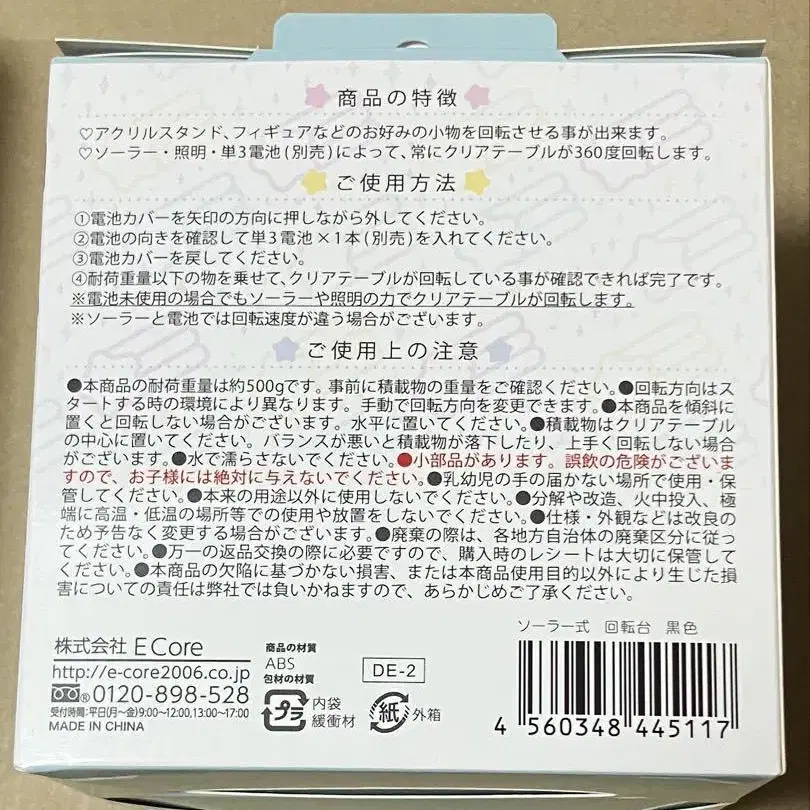 商品の特徴
♡アクリルスタンド、フィギュアなどのお好みの小物を回転させる事が出来ます。
♡ソーラー・照明・単3電池(別売)によって、常にクリアテーブルが360度回転します。
ご使用方法
①電池カバーを矢印の方向に押しながら外してください。
②電池の向きを確認して単3電池×1本(別売)を入れてください。
③電池カバーを戻してください。
④耐荷重量以下の物を乗せて、クリアテーブルが回転している事が確認できれば完了です。
※電池未使用の場合でもソーラーや照明の力でクリアテーブルが回転します。
※ソーラーと電池では回転速度が違う場合がございます。
ご使用上の注意
●本商品の耐荷重量は約500gです。事前に積載物の重量をご確認ください。●回転方向はス
タートする時の環境により異なります。手動で回転方向を変更できます。●本商品を傾斜に
置くと回転しない場合がございます。水平に置いてください。●積載物はクリアテーブル
の中心に置いてください。バランスが悪いと積載物が落下したり、上手く回転しない場合
がございます。●水で濡らさないでください。●小部品があります。誤飲の危険がございま
すので、お子様には絶対に与えないでください。●乳幼児の手の届かない場所で使用・保
管してください。●本来の用途以外に使用しないでください。●分解や改造、火中投入、極
端に高温・低温の場所等での使用や放置をしないでください。●仕様・外観などは改良の
ため予告なく変更する場合がございます。●廃棄の際は、各地方自治体の廃棄区分に従っ
てください。●万一の返品交換の際に必要ですので、購入時のレシートは大切に保管して
ください。●本商品の欠陥に基づかない損害、または本商品使用目的以外により生じた損
害についての責任は弊社では負いかねますので、あらかじめご了承ください。
株式会社 E Core
http://e-core2006.co.jp
®0120-898-528
受付時間:平日(月〜金)9:00〜12:00,13:00〜17:00
MADE IN CHINA
商品の材質
ABS
包材の材質
プラ 内袋 緩衝材
DE-2
紙 外箱
ソーラー式 回転台 黒色
4 560348 445117